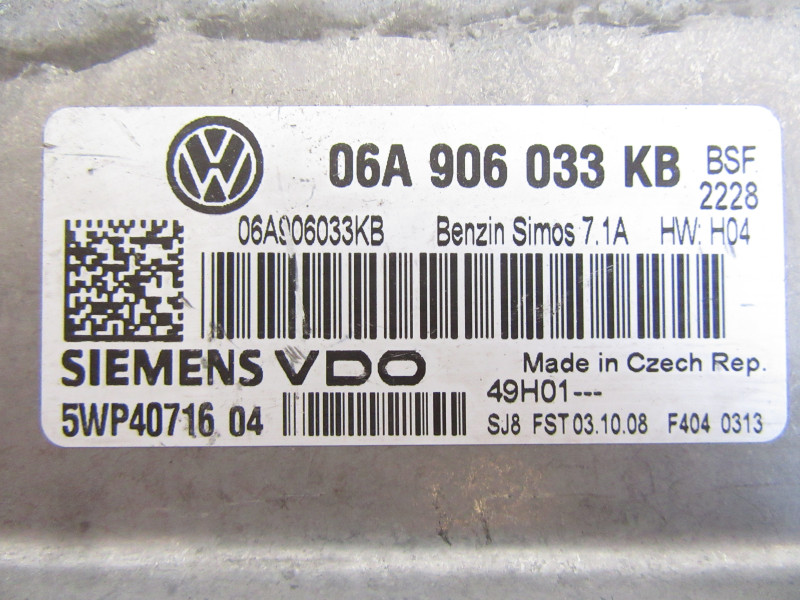 VW
06A 906 033 KB BSF
2228
06A906033KB Benzin Simos 7.1A HW: H04
SIEMENS VDO Made in Czech Rep.
49H01---
5WP40716 04 SJ8 FST 03.10.08 F404 0313